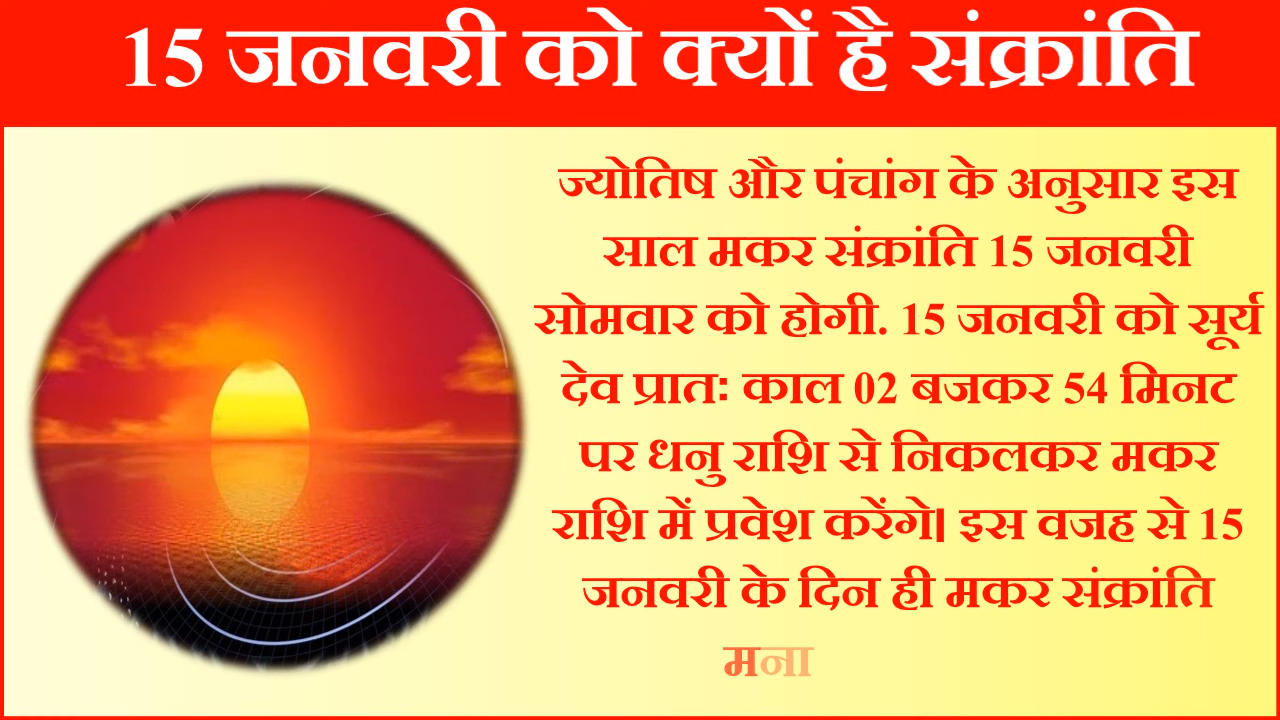 15 जनवरी को क्यों है संक्रांति
ज्योतिष और पंचांग के अनुसार इस
साल मकर संक्रांति 15 जनवरी
सोमवार को होगी. 15 जनवरी को सूर्य
देव प्रातः काल 02 बजकर 54 मिनट
पर धनु राशि से निकलकर मकर
राशि में प्रवेश करेंगे। इस वजह से 15
जनवरी के दिन ही मकर संक्रांति
मना